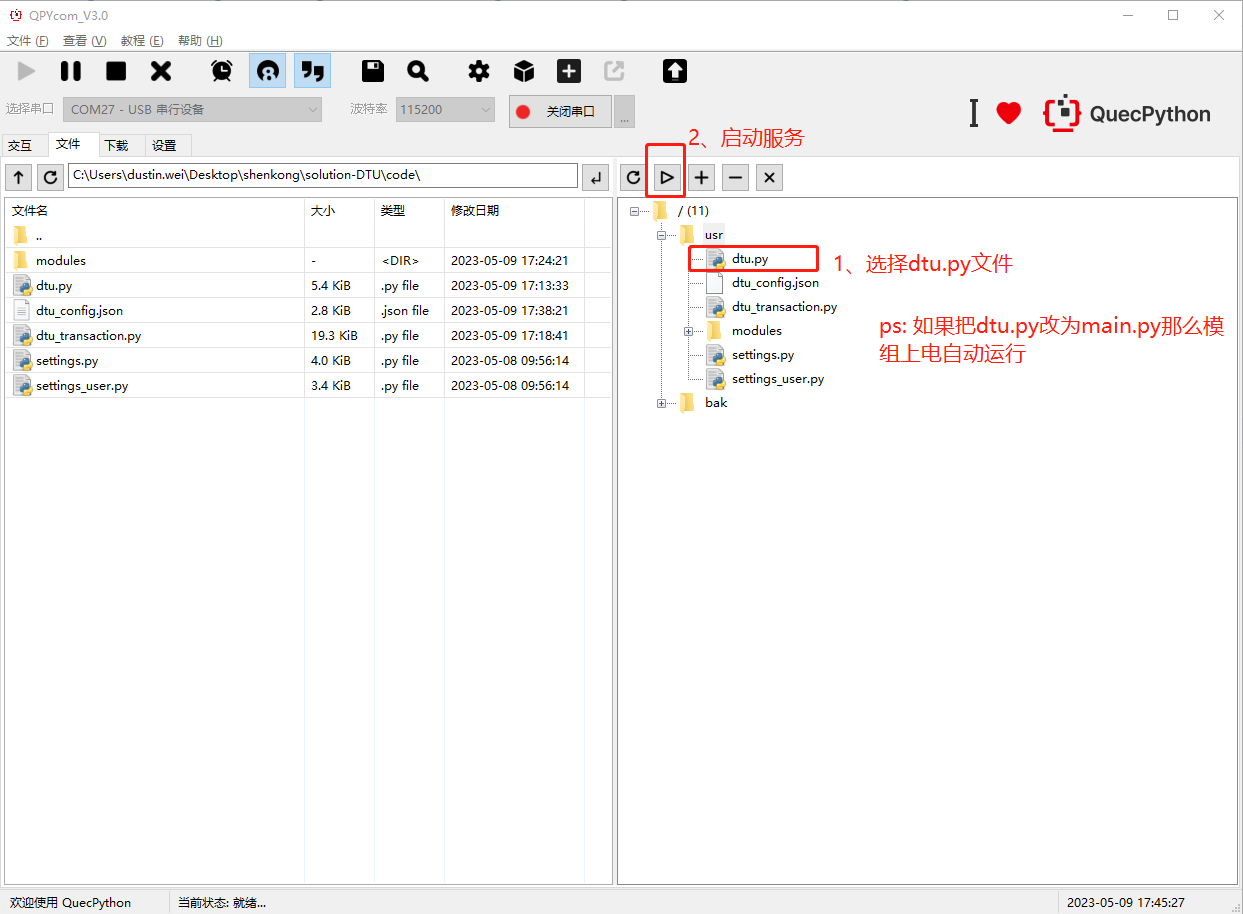 QPYcom_V3.0
文件 (F) 查看 (V) 教程 (E) 帮助 (H)
选择串口 COM27 - USB 串行设备 波特率 115200 关闭串口 ...
QuecPython
交互 文件 下载 设置
2、启动服务
C:\Users\dustin.wei\Desktop\shenkong\solution-DTU\code\
文件名 大小 类型 修改日期
..
modules - <DIR> 2023-05-09 17:24:21
dtu.py 5.4 KiB .py file 2023-05-09 17:13:33
dtu_config.json 2.8 KiB .json file 2023-05-09 17:38:21
dtu_transaction.py 19.3 KiB .py file 2023-05-09 17:18:41
settings.py 4.0 KiB .py file 2023-05-08 09:56:14
settings_user.py 3.4 KiB .py file 2023-05-08 09:56:14
/ (11)
usr
dtu.py
dtu_config.json
dtu_transaction.py
modules
settings.py
settings_user.py
bak
1、选择dtu.py文件
ps: 如果把dtu.py改为main.py那么模
组上电自动运行
欢迎使用 QuecPython 当前状态: 就绪... 2023-05-09 17:45:27